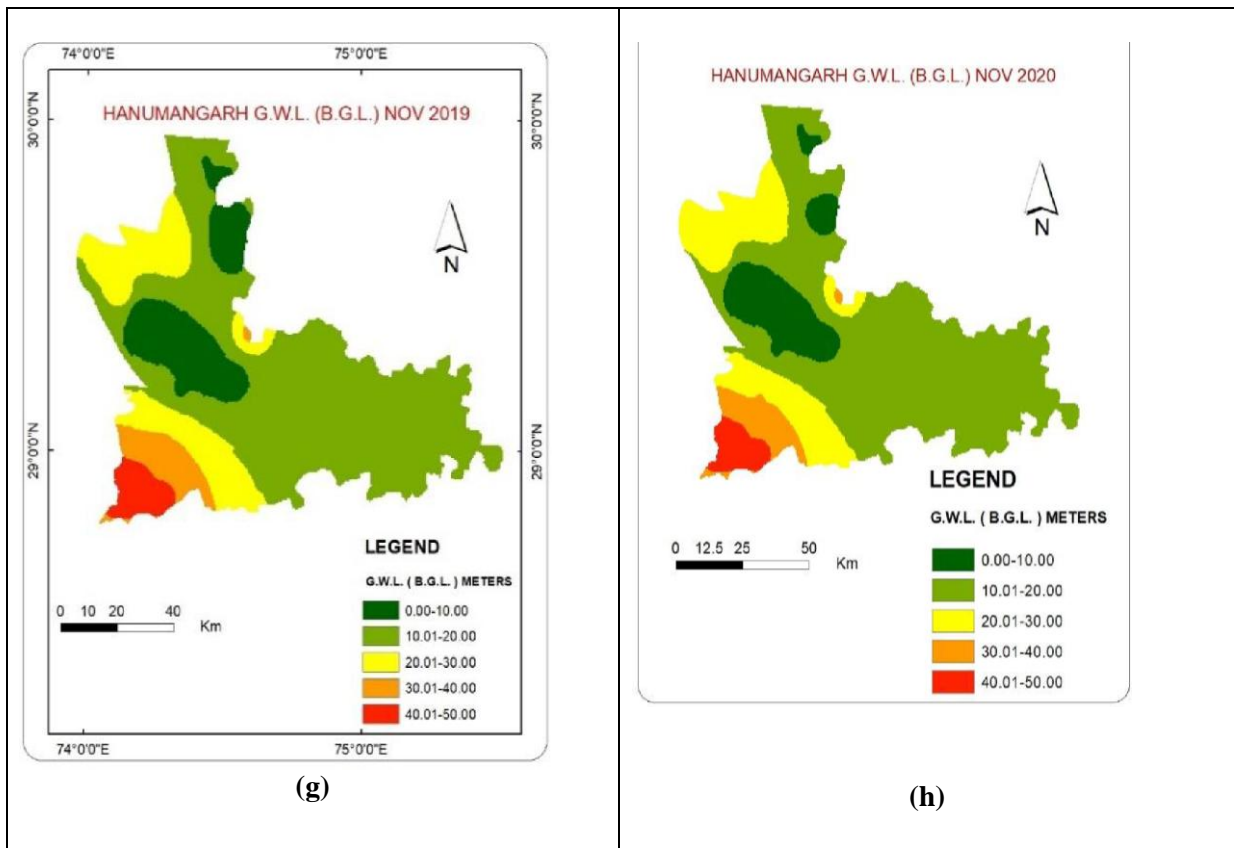 74°0'0"E 75°0'0"E
HANUMANGARH G.W.L. (B.G.L.) NOV 2019
30°0'0"N 30°0'0"N
N
29°0'0"N 29°0'0"N
LEGEND
G.W.L. ( B.G.L. ) METERS
0.00-10.00
10.01-20.00
20.01-30.00
30.01-40.00
40.01-50.00
0 10 20 40
Km
74°0'0"E 75°0'0"E
(g)
HANUMANGARH G.W.L. (B.G.L.) NOV 2020
N
LEGEND
G.W.L. ( B.G.L. ) METERS
0.00-10.00
10.01-20.00
20.01-30.00
30.01-40.00
40.01-50.00
0 12.5 25 50
Km
(h)